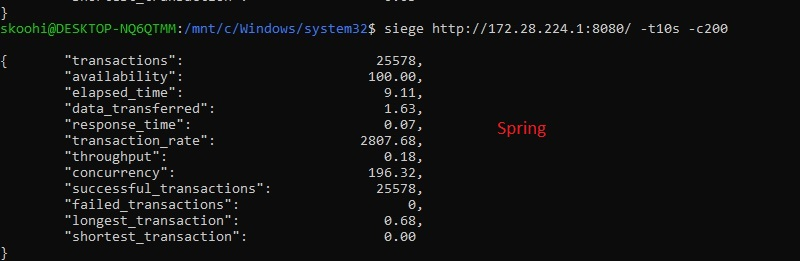 }
skoohi@DESKTOP-NQ6QTMM:/mnt/c/Windows/system32$ siege http://172.28.224.1:8080/ -t10s -c200
{ "transactions": 25578,
"availability": 100.00,
"elapsed_time": 9.11,
"data_transferred": 1.63,
"response_time": 0.07,
"transaction_rate": 2807.68,
"throughput": 0.18,
"concurrency": 196.32,
"successful_transactions": 25578,
"failed_transactions": 0,
"longest_transaction": 0.68,
"shortest_transaction": 0.00
}
Spring